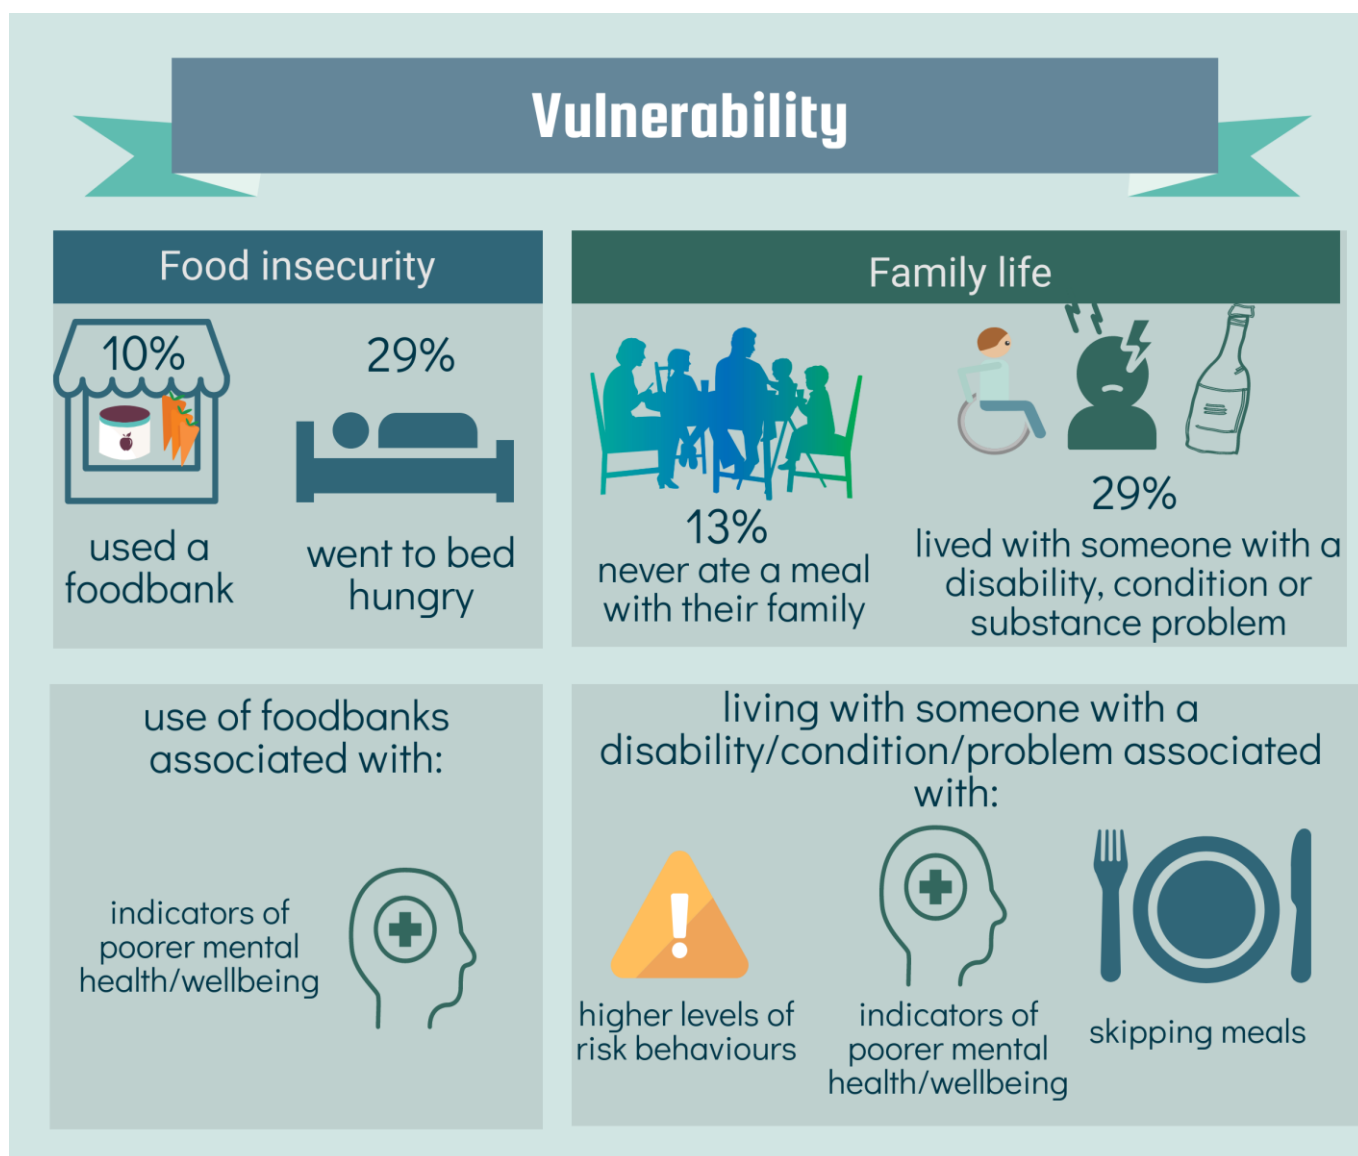 Vulnerability
Food insecurity
10%
used a
foodbank
29%
went to bed
hungry
Family life
13%
never ate a meal
with their family
29%
lived with someone with a
disability, condition or
substance problem
use of foodbanks
associated with:
indicators of
poorer mental
health/wellbeing
living with someone with a
disability/condition/problem associated
with:
higher levels of
risk behaviours
indicators of
poorer mental
health/wellbeing
skipping meals